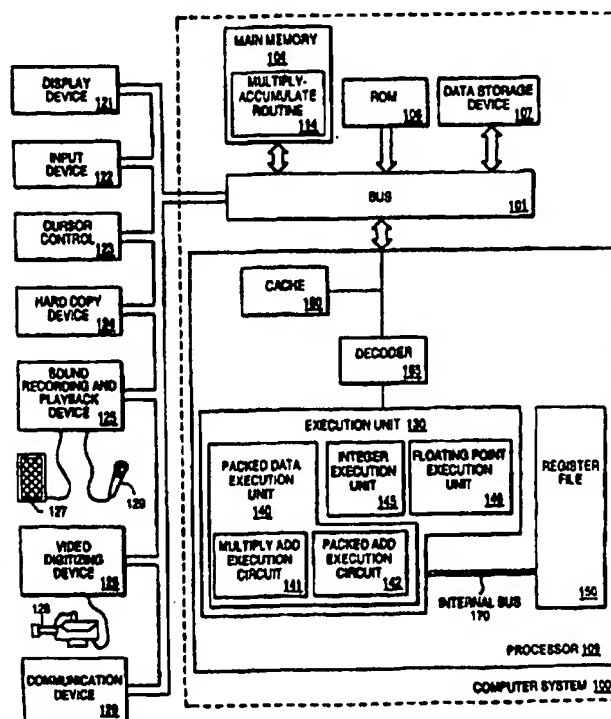 MAIN MEMORY
104
MULTIPLY-
ACCUMULATE
ROUTINE
114
ROM
106
DATA STORAGE
DEVICE
107
BUS
101
DISPLAY
DEVICE
121
INPUT
DEVICE
122
CURSOR
CONTROL
123
HARD COPY
DEVICE
124
SOUND
RECORDING AND
PLAYBACK
DEVICE
125
127
129
VIDEO
DIGITIZING
DEVICE
128
COMMUNICATION
DEVICE
CACHE
160
DECODER
163
EXECUTION UNIT 130
PACKED DATA
EXECUTION
UNIT
140
INTEGER
EXECUTION
UNIT
145
FLOATING POINT
EXECUTION
UNIT
146
MULTIPLY ADD
EXECUTION
CIRCUIT
141
PACKED ADD
EXECUTION
CIRCUIT
142
REGISTER
FILE
150
INTERNAL BUS
170
PROCESSOR 109
COMPUTER SYSTEM 100